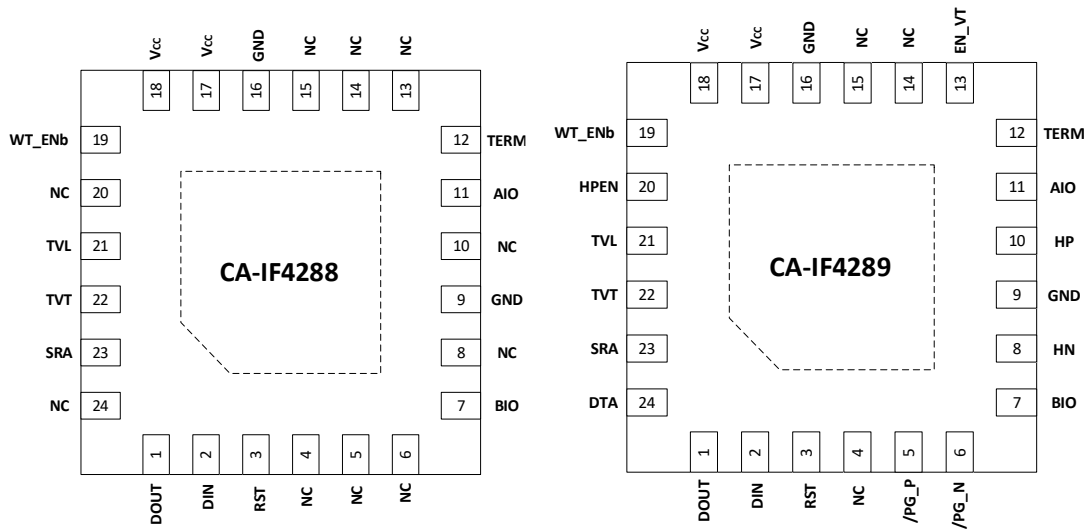 Vcc Vcc GND NC NC NC
18 17 16 15 14 13
WT_ENb 19 12 TERM
NC 20 11 AIO
TVL 21 10 NC
CA-IF4288
TVT 22 9 GND
SRA 23 8 NC
NC 24 7 BIO
1 2 3 4 5 6
DOUT DIN RST NC NC NC
Vcc Vcc GND NC NC EN_VT
18 17 16 15 14 13
WT_ENb 19 12 TERM
HPEN 20 11 AIO
TVL 21 10 HP
CA-IF4289
TVT 22 9 GND
SRA 23 8 HN
DTA 24 7 BIO
1 2 3 4 5 6
DOUT DIN RST NC /PG_P /PG_N